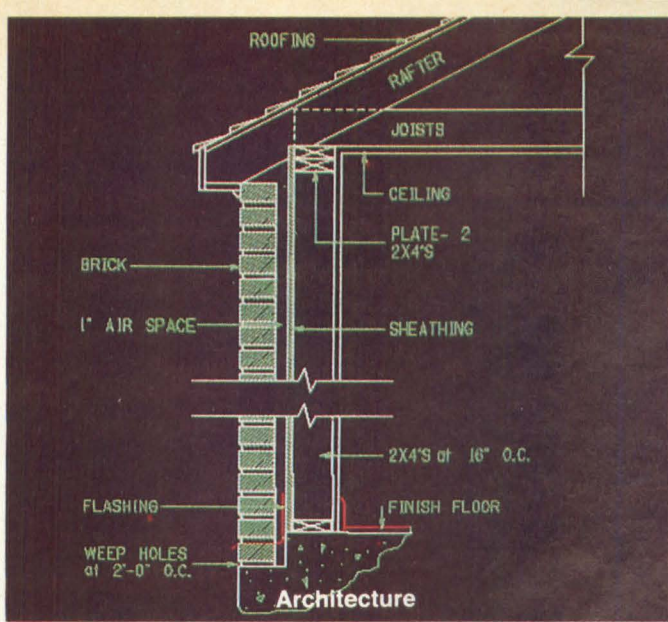 ROOFING
RAFTER
JOISTS
CEILING
PLATE- 2
2X4'S
BRICK
1" AIR SPACE
SHEATHING
2X4'S at 16" O.C.
FLASHING
FINISH FLOOR
WEEP HOLES
at 2'-0" O.C.
Architecture